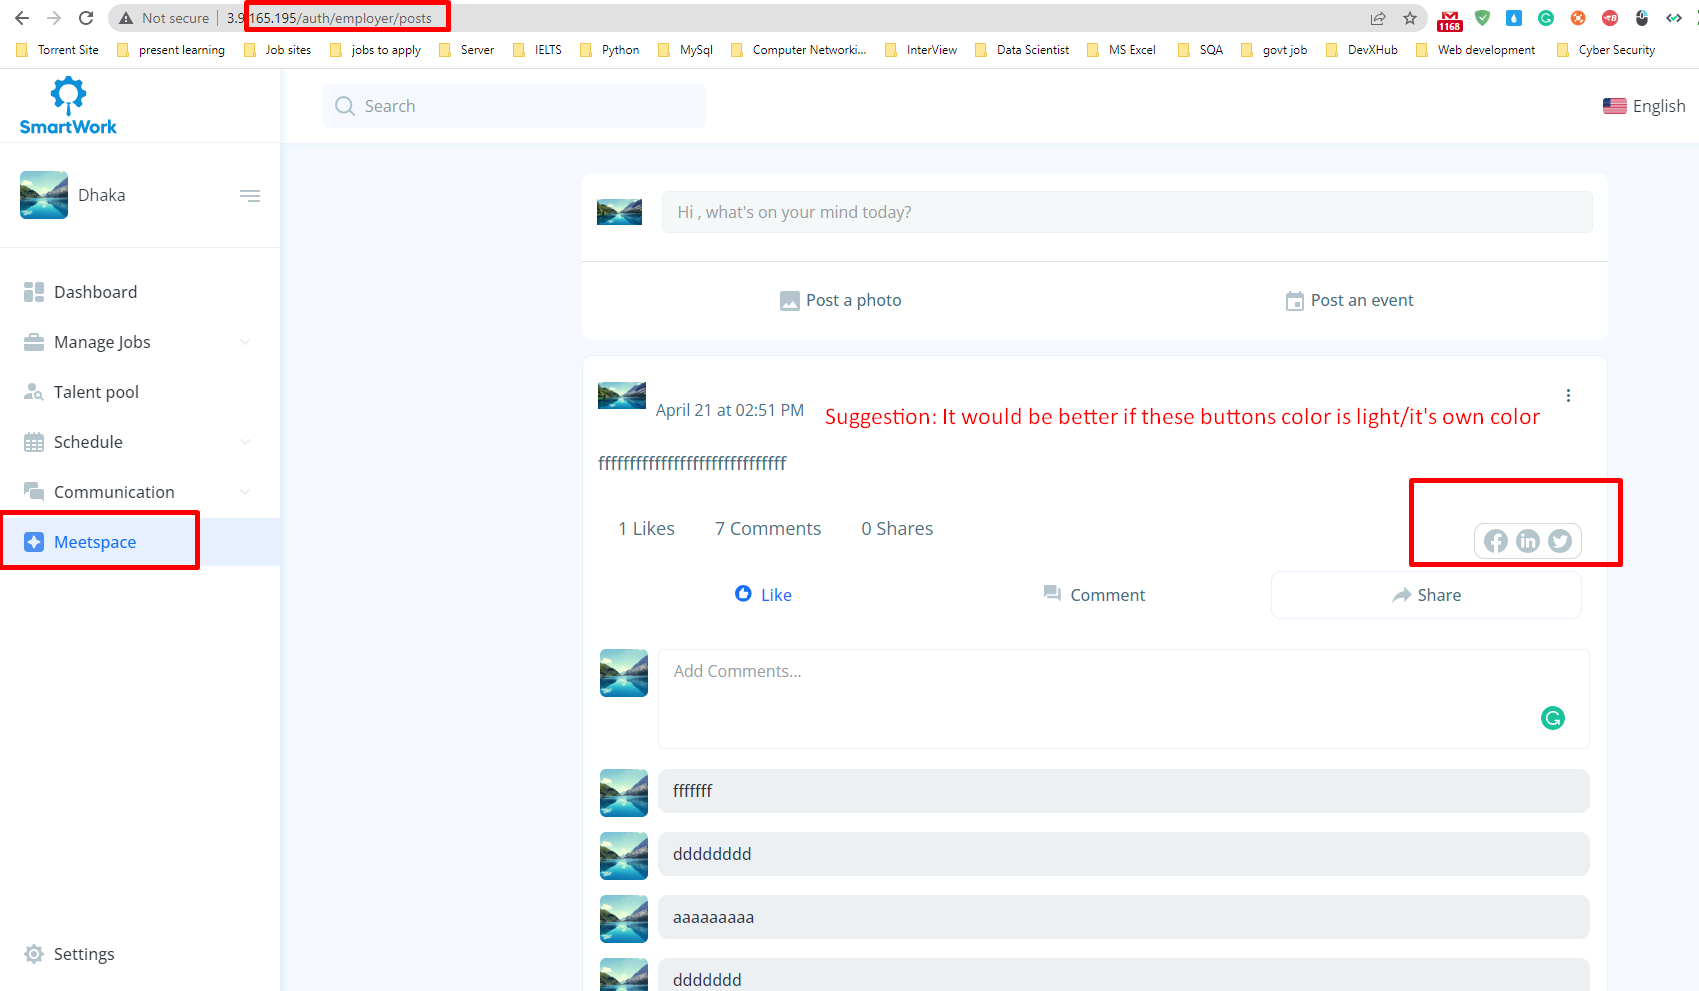 Not secure | 3.9.165.195/auth/employer/posts
1168
Torrent Site present learning Job sites jobs to apply Server IELTS Python MySql Computer Networki... InterView Data Scientist MS Excel SQA govt job DevXHub Web development Cyber Security
SmartWork
Search
English
Dhaka
Hi , what's on your mind today?
Post a photo
Post an event
Dashboard
Manage Jobs
Talent pool
Schedule
Communication
Meetspace
Settings
April 21 at 02:51 PM
Suggestion: It would be better if these buttons color is light/it's own color
ffffffffffffffffffffffffffffffff
1 Likes 7 Comments 0 Shares
Like
Comment
Share
Add Comments...
fffffff
dddddddd
aaaaaaaaa
ddddddd